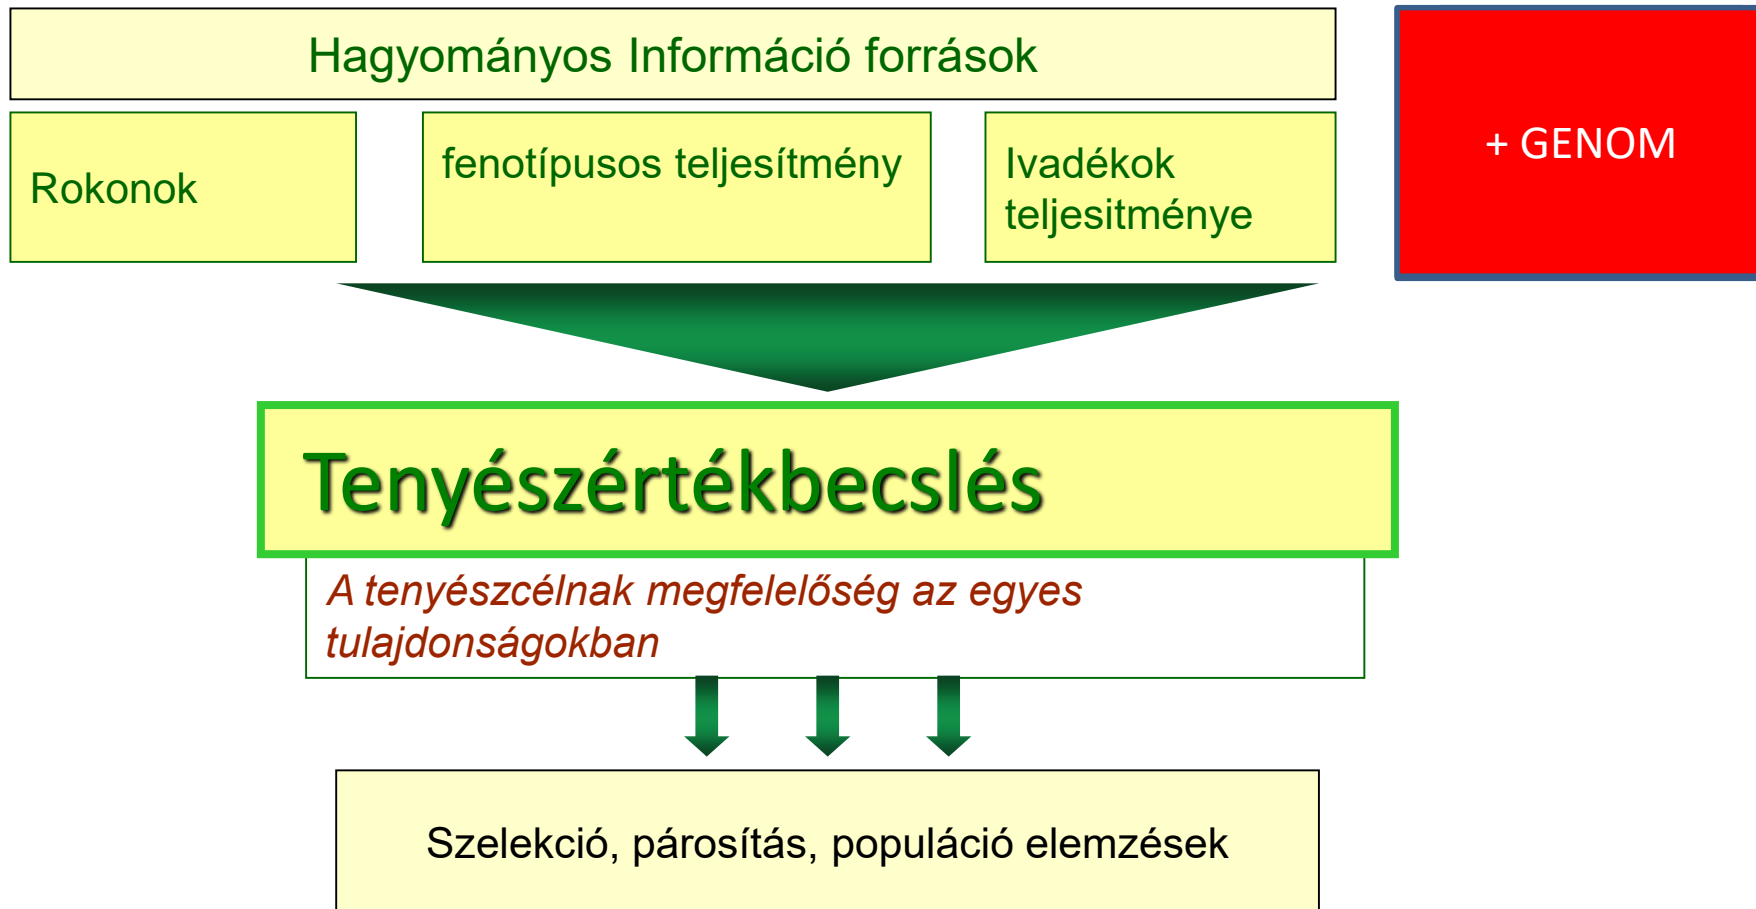 Hagyományos Információ források
+ GENOM
Rokonok
fenotípusos teljesítmény
Ivadékok
teljesitménye
Tenyészértékbecslés
A tenyészcélnak megfelelőség az egyes
tulajdonságokban
Szelekció, párosítás, populáció elemzések